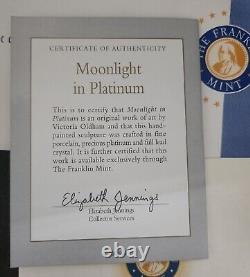 CERTIFICATE OF AUTHENTICITY
Moonlight
in Platinum
This is to certify that Moonlight in
Platinum is an original work of art by
Victoria Oldham and that this hand-
painted sculpture was crafted in fine
porcelain, precious platinum and full lead
crystal. It is further certified that this
work is available exclusively through
The Franklin Mint.
Elizabeth Jennings
Elizabeth Jennings
Collector Services
THE FRANKLIN
MINT